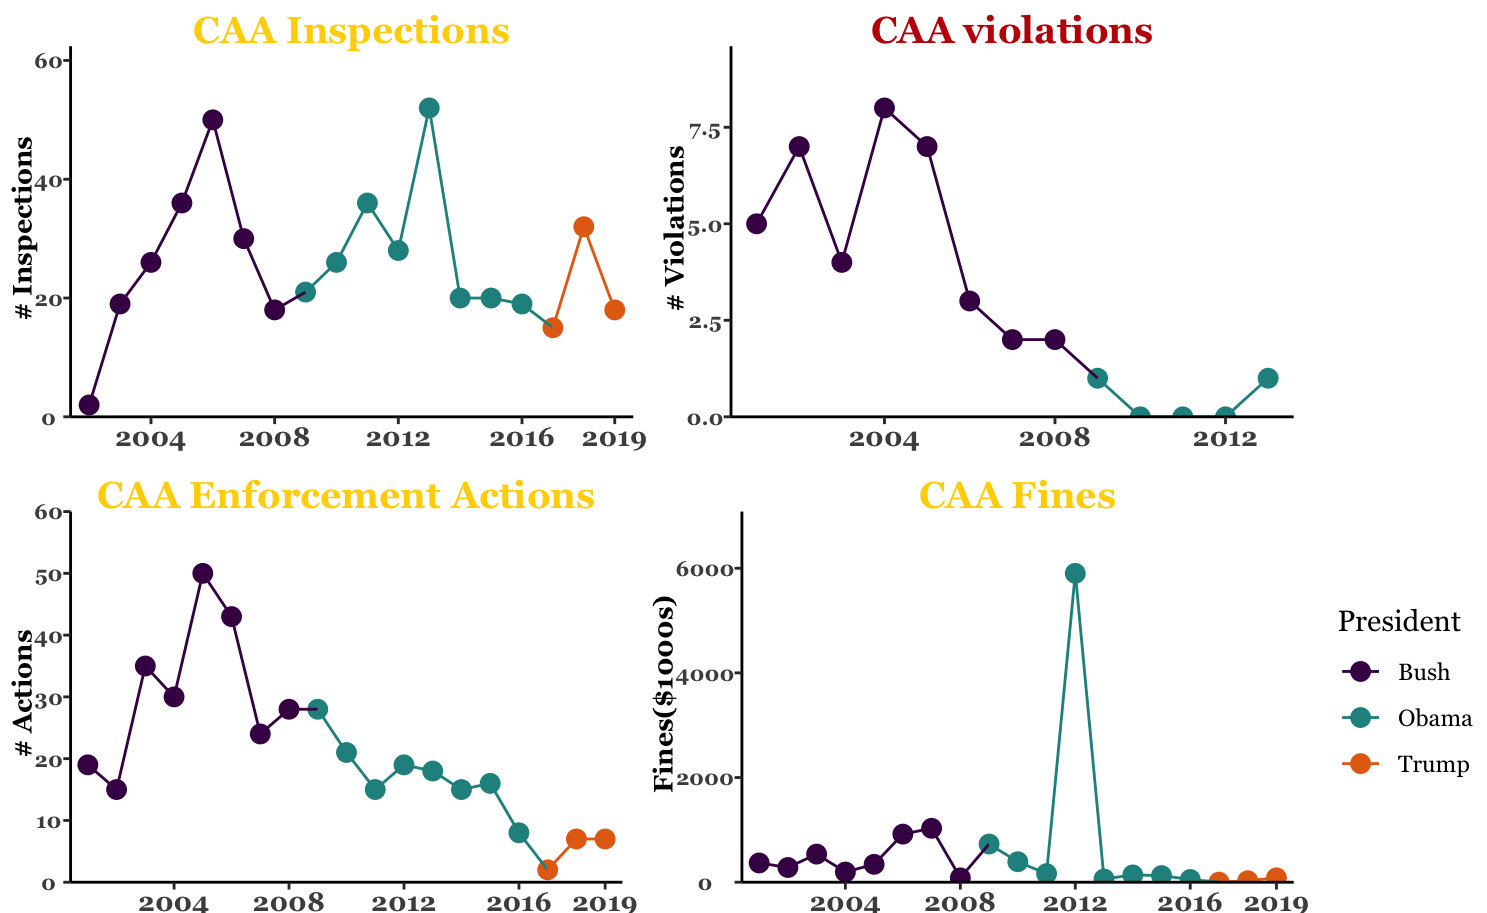 CAA Inspections
# Inspections
60
40
20
0
2004 2008 2012 2016 2019
CAA violations
# Violations
7.5
5.0
2.5
0.0
2004 2008 2012
CAA Enforcement Actions
# Actions
60
50
40
30
20
10
0
2004 2008 2012 2016 2019
CAA Fines
Fines($1000s)
6000
4000
2000
0
2004 2008 2012 2016 2019
President
Bush
Obama
Trump